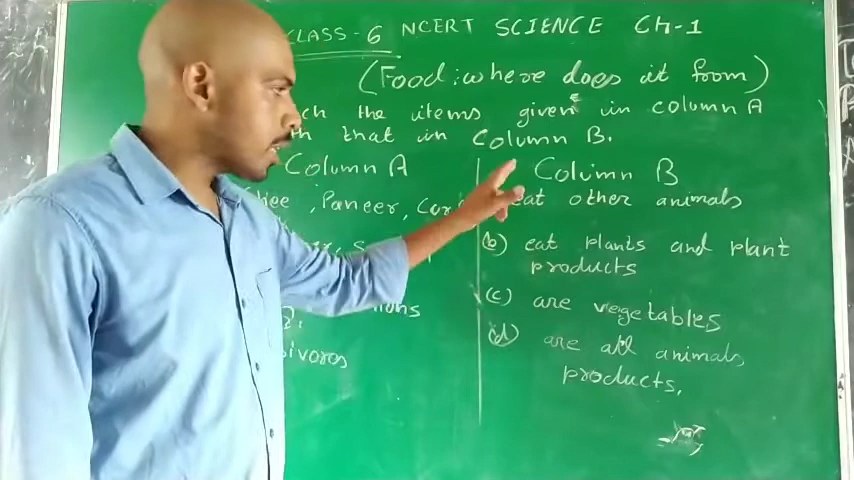 CLASS-6 NCERT SCIENCE Ch-1
(Food: where does it from)
ch the items given in column A
th that in Column B.
Column A Column B
hee, Paneer, Cur eat other animals
(b) eat plants and plant
products
(c) are vegetables
ons
(d) are all animals
ivoros
products,